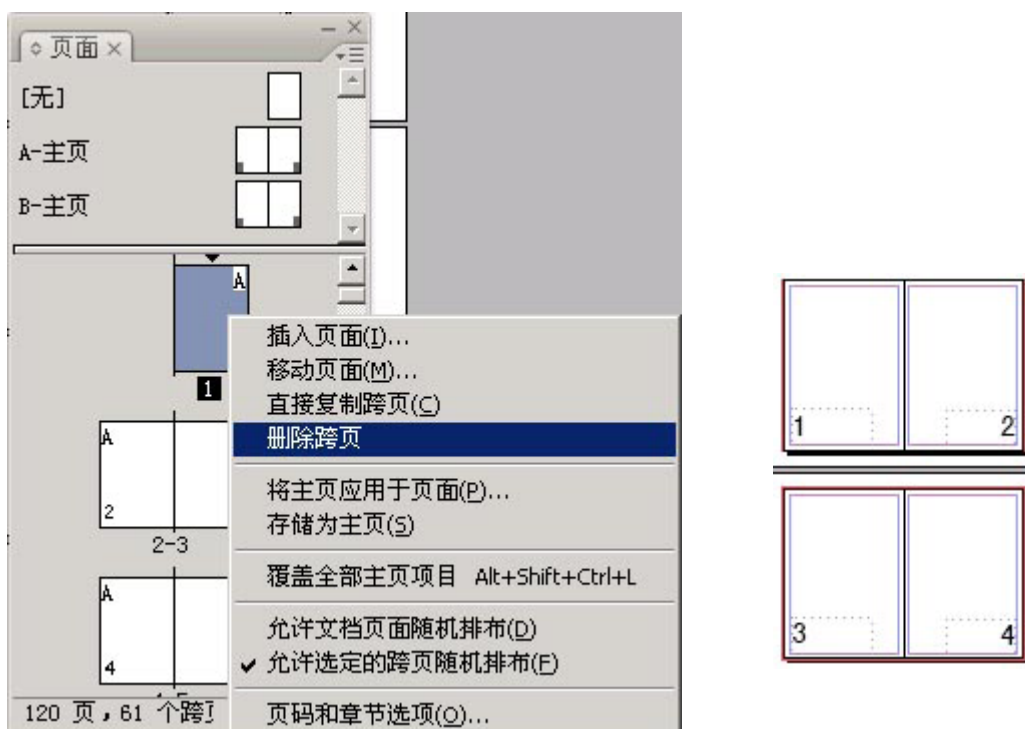 页面
[无]
A-主页
B-主页
A
1
A
2
2-3
A
4
120 页，61 个跨
插入页面(I)...
移动页面(M)...
直接复制跨页(C)
删除跨页
将主页应用于页面(P)...
存储为主页(S)
覆盖全部主页项目 Alt+Shift+Ctrl+L
允许文档页面随机排布(D)
允许选定的跨页随机排布(F)
页码和章节选项(O)...
1 2
3 4